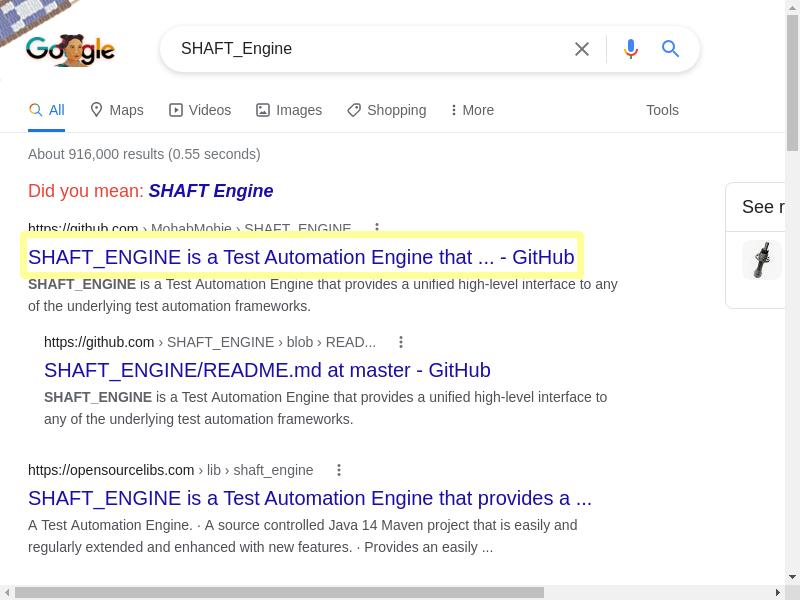 Google
SHAFT_Engine
All Maps Videos Images Shopping More Tools
About 916,000 results (0.55 seconds)
Did you mean: SHAFT Engine
See r
https://github.com › MohabMohie › SHAFT_ENGINE
SHAFT_ENGINE is a Test Automation Engine that ... - GitHub
SHAFT_ENGINE is a Test Automation Engine that provides a unified high-level interface to any
of the underlying test automation frameworks.
https://github.com › SHAFT_ENGINE › blob › READ...
SHAFT_ENGINE/README.md at master - GitHub
SHAFT_ENGINE is a Test Automation Engine that provides a unified high-level interface to
any of the underlying test automation frameworks.
https://opensourcelibs.com › lib › shaft_engine
SHAFT_ENGINE is a Test Automation Engine that provides a ...
A Test Automation Engine. · A source controlled Java 14 Maven project that is easily and
regularly extended and enhanced with new features. · Provides an easily ...